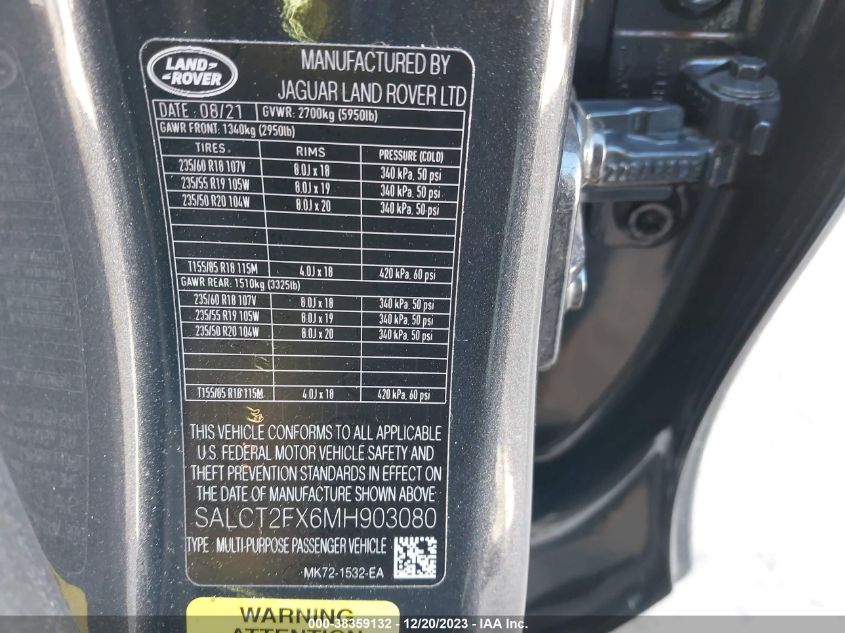 LAND ROVER
MANUFACTURED BY
JAGUAR LAND ROVER LTD
DATE: 08/21 GVWR: 2700kg (5950lb)
GAWR FRONT: 1340kg (2950lb)
TIRES RIMS PRESSURE (COLD)
235/60 R18 107V 8.0J x 18 340 kPa, 50 psi
235/55 R19 105W 8.0J x 19 340 kPa, 50 psi
235/50 R20 104W 8.0J x 20 340 kPa, 50 psi
T155/85 R18 115M 4.0J x 18 420 kPa, 60 psi
GAWR REAR: 1510kg (3325lb)
235/60 R18 107V 8.0J x 18 340 kPa, 50 psi
235/55 R19 105W 8.0J x 19 340 kPa, 50 psi
235/50 R20 104W 8.0J x 20 340 kPa, 50 psi
T155/85 R18 115M 4.0J x 18 420 kPa, 60 psi
THIS VEHICLE CONFORMS TO ALL APPLICABLE
U.S. FEDERAL MOTOR VEHICLE SAFETY AND
THEFT PREVENTION STANDARDS IN EFFECT ON
THE DATE OF MANUFACTURE SHOWN ABOVE
SALCT2FX6MH903080
TYPE: MULTI-PURPOSE PASSENGER VEHICLE
MK72-1532-EA
WARNING
ATTENTION
000-38359132 - 12/20/2023 - IAA Inc.